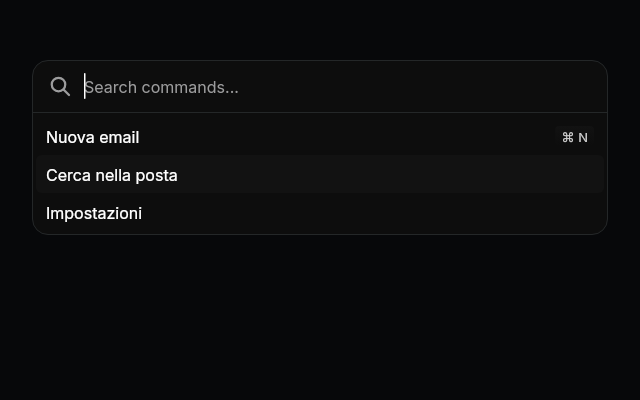 Search commands...
Nuova email ⌘ N
Cerca nella posta
Impostazioni